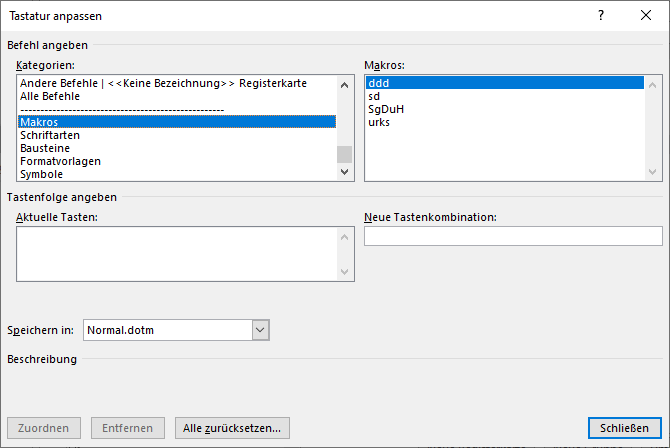 Tastatur anpassen
?
Befehl angeben
Kategorien:
Makros:
Andere Befehle | <<Keine Bezeichnung>> Registerkarte
Alle Befehle
---------------------------------------------------
Makros
Schriftarten
Bausteine
Formatvorlagen
Symbole
ddd
sd
SgDuH
urks
Tastenfolge angeben
Aktuelle Tasten:
Neue Tastenkombination:
Speichern in:
Normal.dotm
Beschreibung
Zuordnen
Entfernen
Alle zurücksetzen...
Schließen